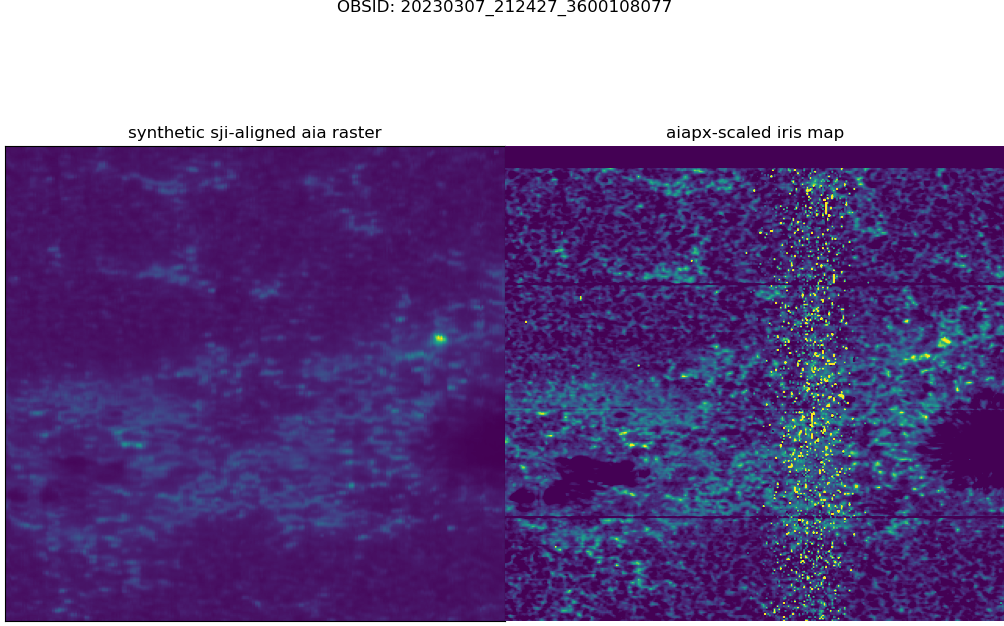 OBSID: 20230307_212427_3600108077
synthetic sji-aligned aia raster
aiapx-scaled iris map